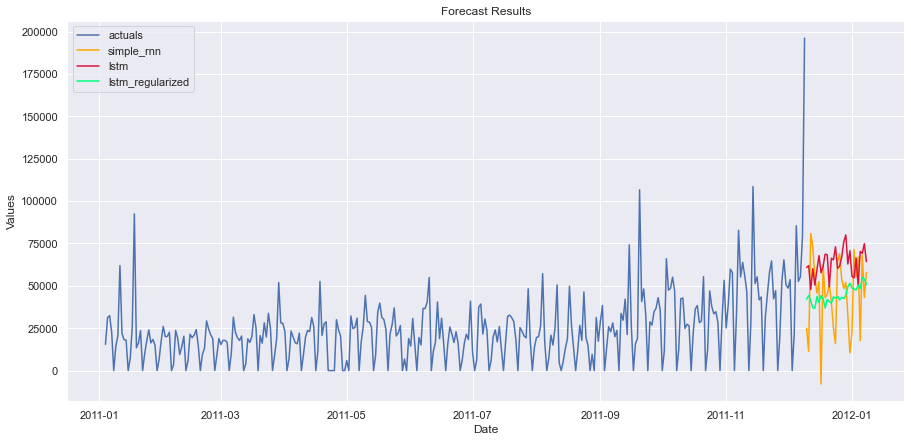 Forecast Results
actuals
simple_rnn
lstm
lstm_regularized
200000
175000
150000
125000
100000
75000
50000
25000
0
Values
2011-01 2011-03 2011-05 2011-07 2011-09 2011-11 2012-01
Date